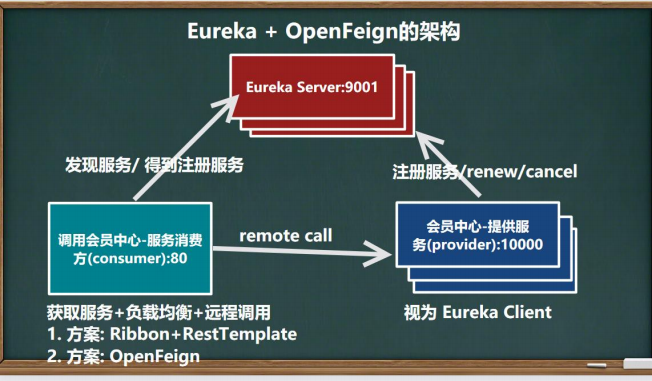 Eureka + OpenFeign的架构
Eureka Server:9001
发现服务/ 得到注册服务
注册服务/renew/cancel
调用会员中心-服务消费
方(consumer):80
remote call
会员中心-提供服
务(provider):10000
获取服务+负载均衡+远程调用
1. 方案: Ribbon+RestTemplate
2. 方案: OpenFeign
视为 Eureka Client